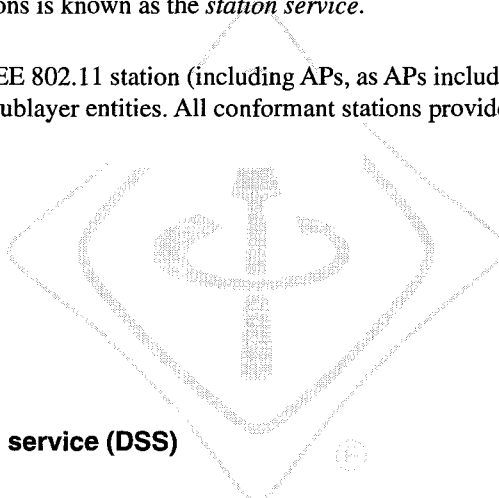 ons is known as the station service.
EE 802.11 station (including APs, as APs includ
ublayer entities. All conformant stations provide
service (DSS)
®